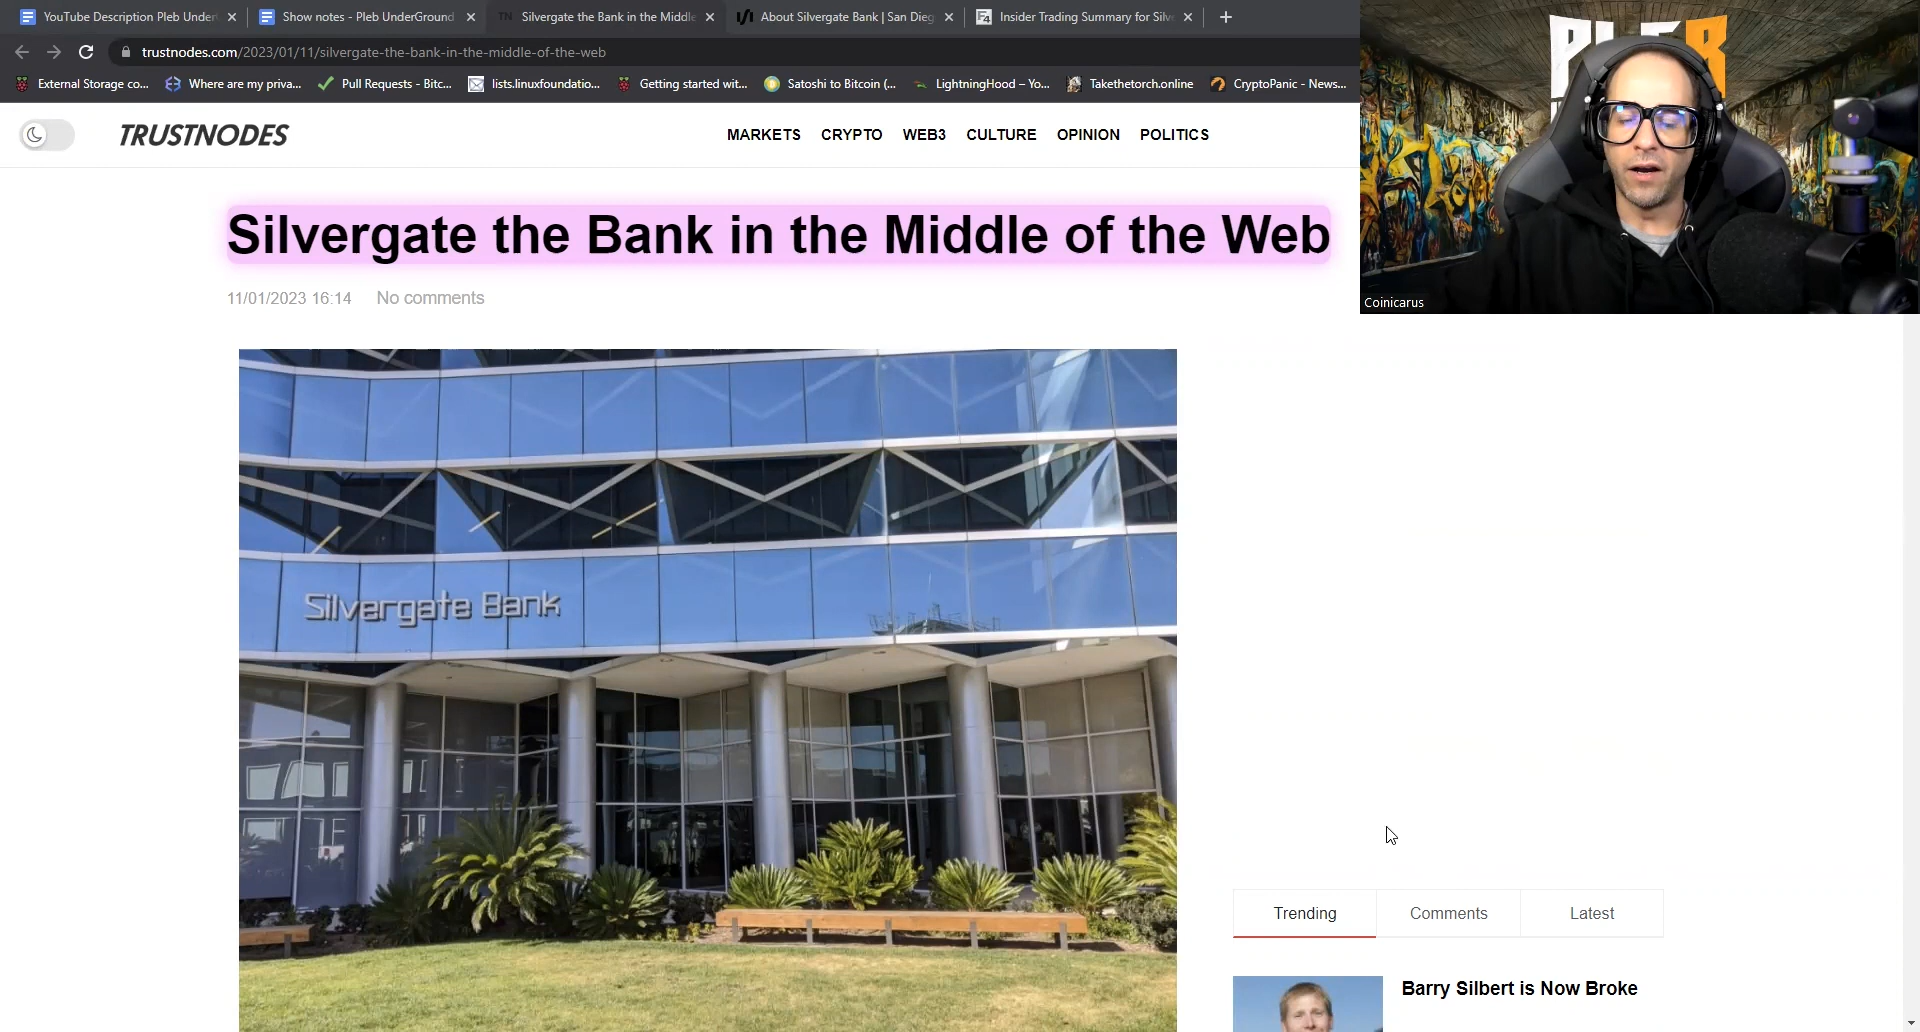 YouTube Description Pleb Under
Show notes - Pleb UnderGround
TN Silvergate the Bank in the Middle
About Silvergate Bank | San Dieg
Insider Trading Summary for Silv
trustnodes.com/2023/01/11/silvergate-the-bank-in-the-middle-of-the-web
External Storage co...
Where are my priva...
Pull Requests - Bitc...
lists.linuxfoundatio...
Getting started wit...
Satoshi to Bitcoin (...
LightningHood – Yo...
Takethetorch.online
CryptoPanic - News...
PLEB
TRUSTNODES
MARKETS CRYPTO WEB3 CULTURE OPINION POLITICS
Silvergate the Bank in the Middle of the Web
11/01/2023 16:14 No comments
Coinicarus
Silvergate Bank
Trending Comments Latest
Barry Silbert is Now Broke